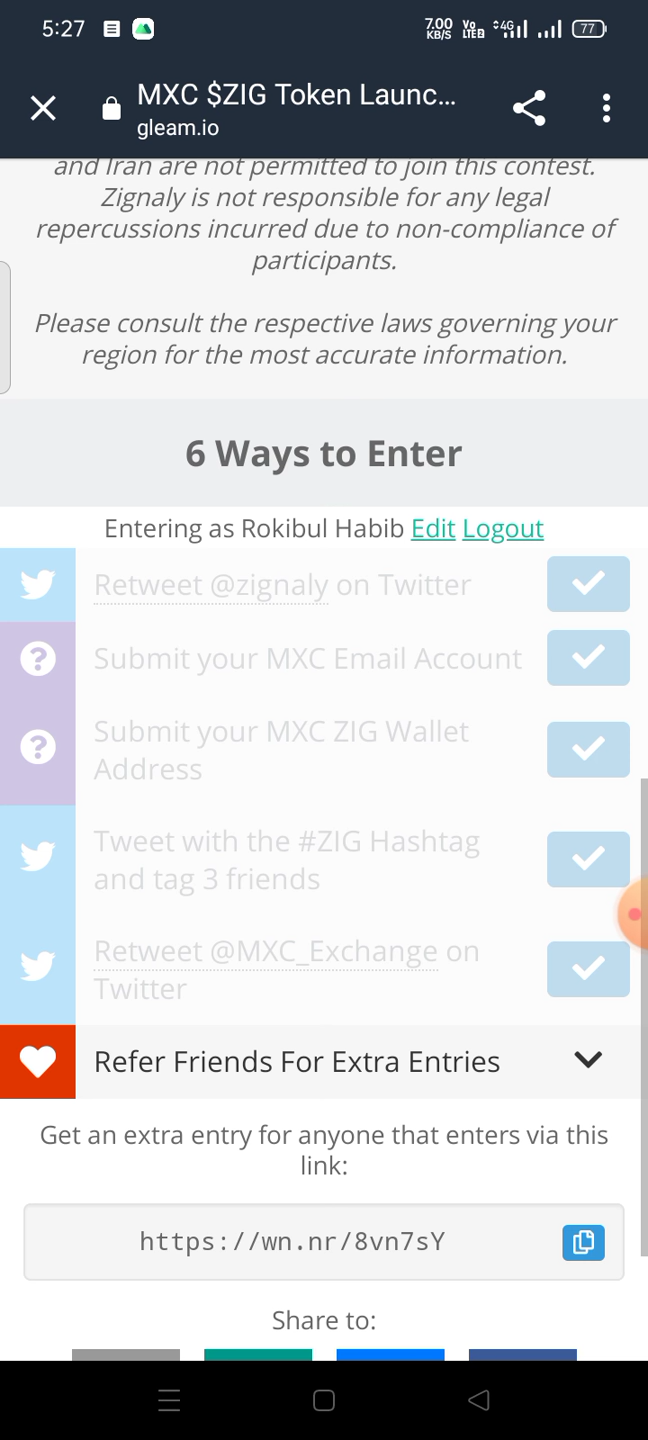 5:27
7.00 KB/S
Vo LTE
4G
77
MXC $ZIG Token Launc...
gleam.io
and Iran are not permitted to join this contest.
Zignaly is not responsible for any legal
repercussions incurred due to non-compliance of
participants.
Please consult the respective laws governing your
region for the most accurate information.
6 Ways to Enter
Entering as Rokibul Habib Edit Logout
Retweet @zignaly on Twitter
Submit your MXC Email Account
Submit your MXC ZIG Wallet
Address
Tweet with the #ZIG Hashtag
and tag 3 friends
Retweet @MXC_Exchange on
Twitter
Refer Friends For Extra Entries
Get an extra entry for anyone that enters via this
link:
https://wn.nr/8vn7sY
Share to: